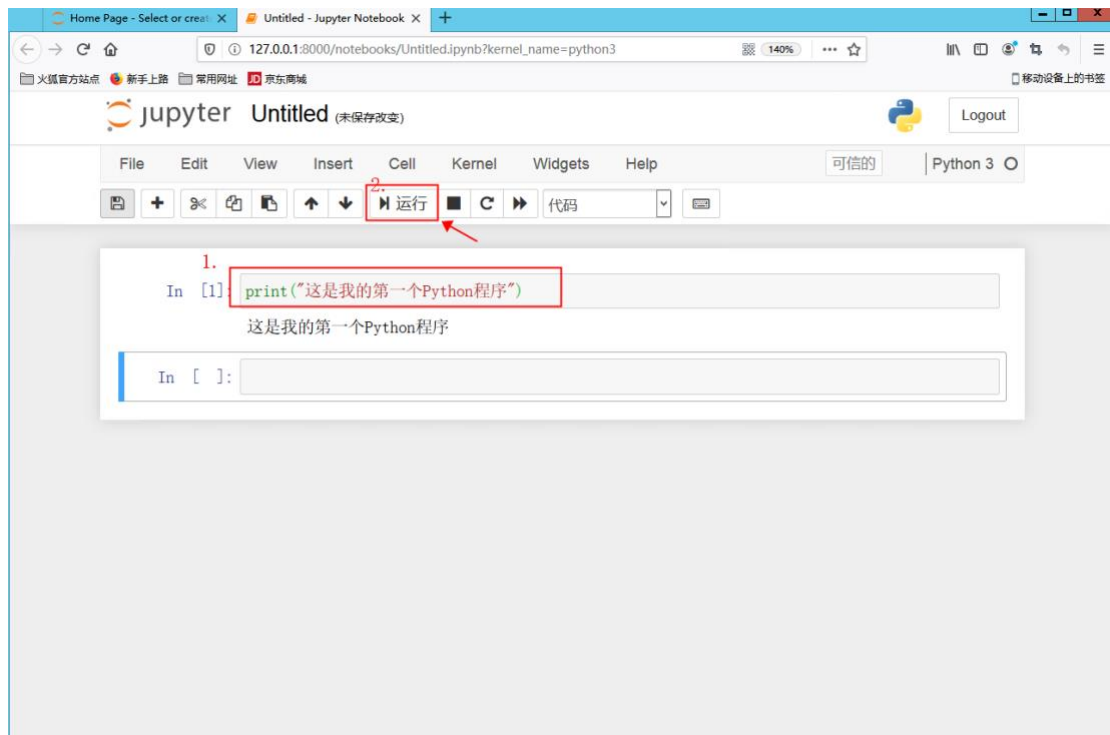 Home Page - Select or creat
Untitled - Jupyter Notebook
127.0.0.1:8000/notebooks/Untitled.ipynb?kernel_name=python3
140%
火狐官方站点 新手上路 常用网址 JD 京东商城 移动设备上的书签
jupyter Untitled (未保存改变) Logout
File Edit View Insert Cell Kernel Widgets Help 可信的 Python 3
2.
运行 代码
1.
In [1]: print("这是我的第一个Python程序")
这是我的第一个Python程序
In [ ]: